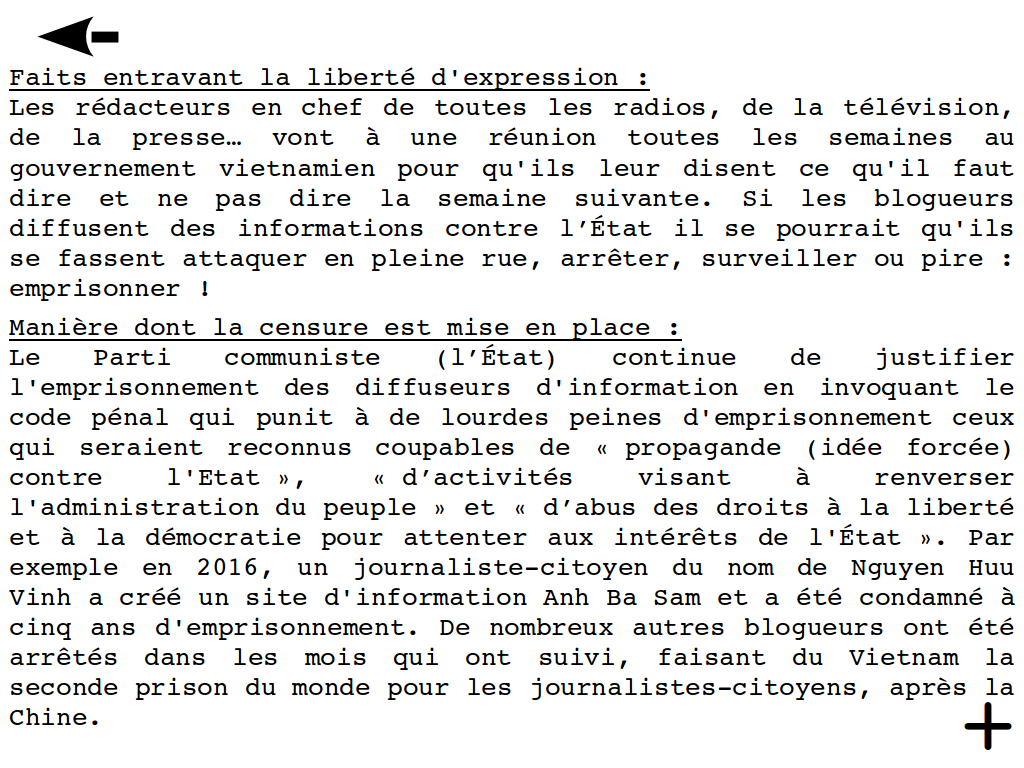 Faits entravant la liberté d'expression :
Les rédacteurs en chef de toutes les radios, de la télévision,
de la presse… vont à une réunion toutes les semaines au
gouvernement vietnamien pour qu'ils leur disent ce qu'il faut
dire et ne pas dire la semaine suivante. Si les blogueurs
diffusent des informations contre l’État il se pourrait qu'ils
se fassent attaquer en pleine rue, arrêter, surveiller ou pire :
emprisonner !
Manière dont la censure est mise en place :
Le Parti communiste (l’État) continue de justifier
l'emprisonnement des diffuseurs d'information en invoquant le
code pénal qui punit à de lourdes peines d'emprisonnement ceux
qui seraient reconnus coupables de « propagande (idée forcée)
contre l'Etat », « d’activités visant à renverser
l'administration du peuple » et « d’abus des droits à la liberté
et à la démocratie pour attenter aux intérêts de l'État ». Par
exemple en 2016, un journaliste-citoyen du nom de Nguyen Huu
Vinh a créé un site d'information Anh Ba Sam et a été condamné à
cinq ans d'emprisonnement. De nombreux autres blogueurs ont été
arrêtés dans les mois qui ont suivi, faisant du Vietnam la
seconde prison du monde pour les journalistes-citoyens, après la
Chine.